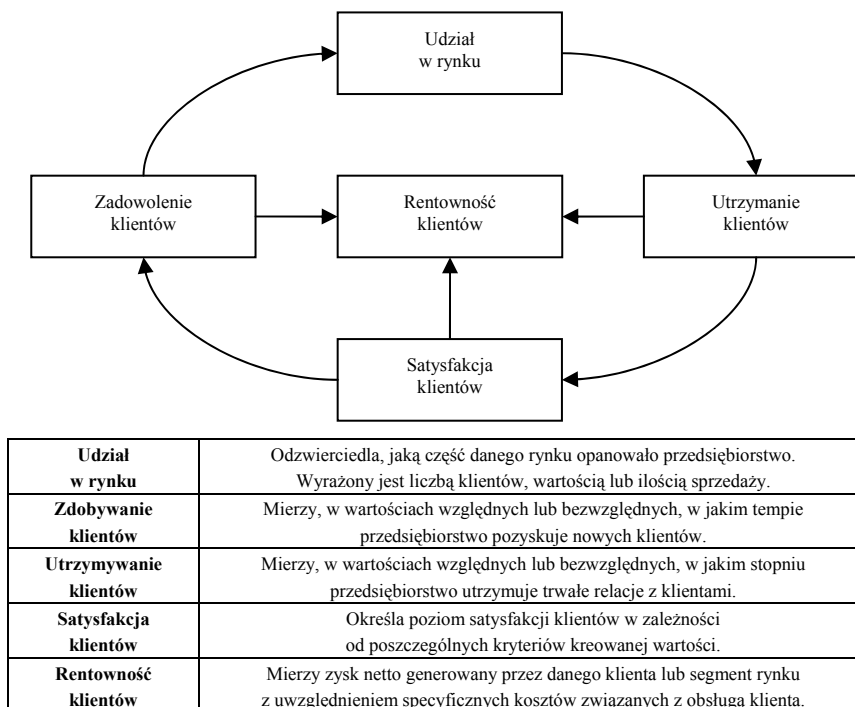 Udział
w rynku
Zadowolenie
klientów
Rentowność
klientów
Utrzymanie
klientów
Satysfakcja
klientów
Udział
w rynku
Odzwierciedla, jaką część danego rynku opanowało przedsiębiorstwo.
Wyrażony jest liczbą klientów, wartością lub ilością sprzedaży.
Zdobywanie
klientów
Mierzy, w wartościach względnych lub bezwzględnych, w jakim tempie
przedsiębiorstwo pozyskuje nowych klientów.
Utrzymywanie
klientów
Mierzy, w wartościach względnych lub bezwzględnych, w jakim stopniu
przedsiębiorstwo utrzymuje trwałe relacje z klientami.
Satysfakcja
klientów
Określa poziom satysfakcji klientów w zależności
od poszczególnych kryteriów kreowanej wartości.
Rentowność
klientów
Mierzy zysk netto generowany przez danego klienta lub segment rynku
z uwzględnieniem specyficznych kosztów związanych z obsługą klienta.